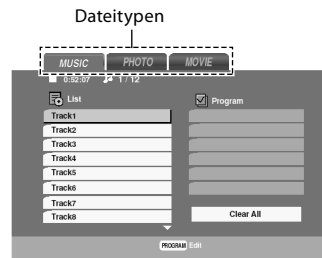 Dateitypen
MUSIC PHOTO MOVIE
0:52:07 1 / 12
List
Program
Track1
Track2
Track3
Track4
Track5
Track6
Track7
Track8
Clear All
PROGRAM Edit